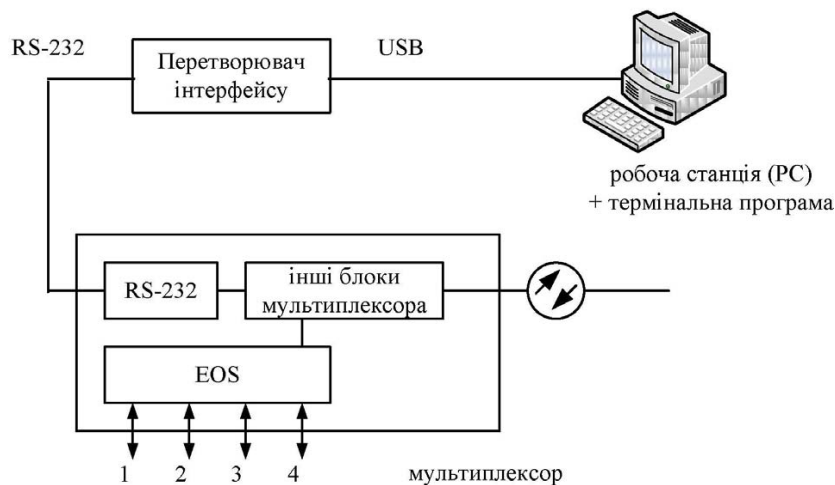 RS-232
Перетворювач
інтерфейсу
USB
робоча станція (PC)
+ термінальна програма
RS-232
інші блоки
мультиплексора
EOS
1 2 3 4
мультиплексор